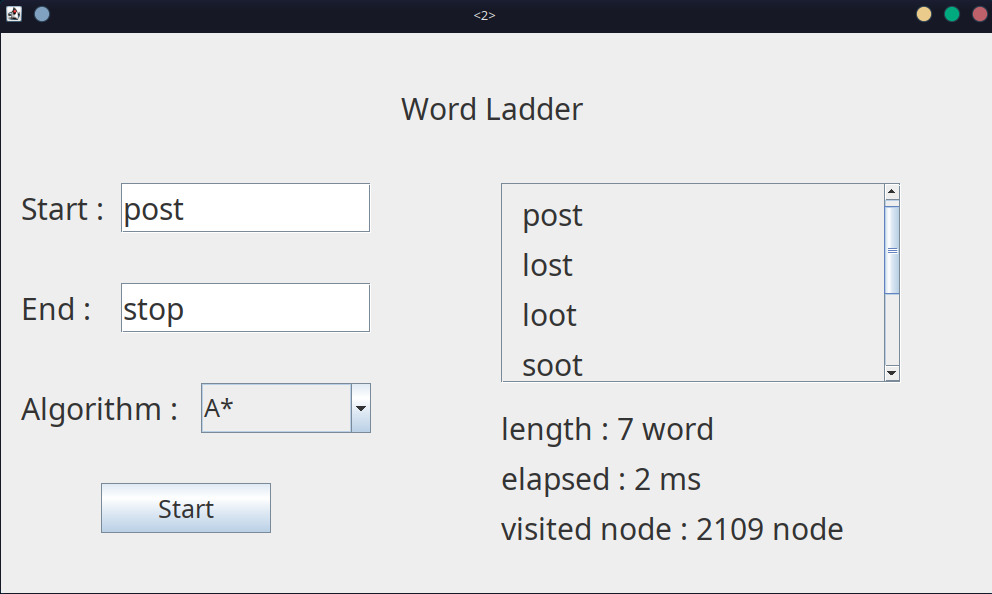 <2>
Word Ladder
Start : post
End : stop
Algorithm : A*
Start
post
lost
loot
soot
length : 7 word
elapsed : 2 ms
visited node : 2109 node